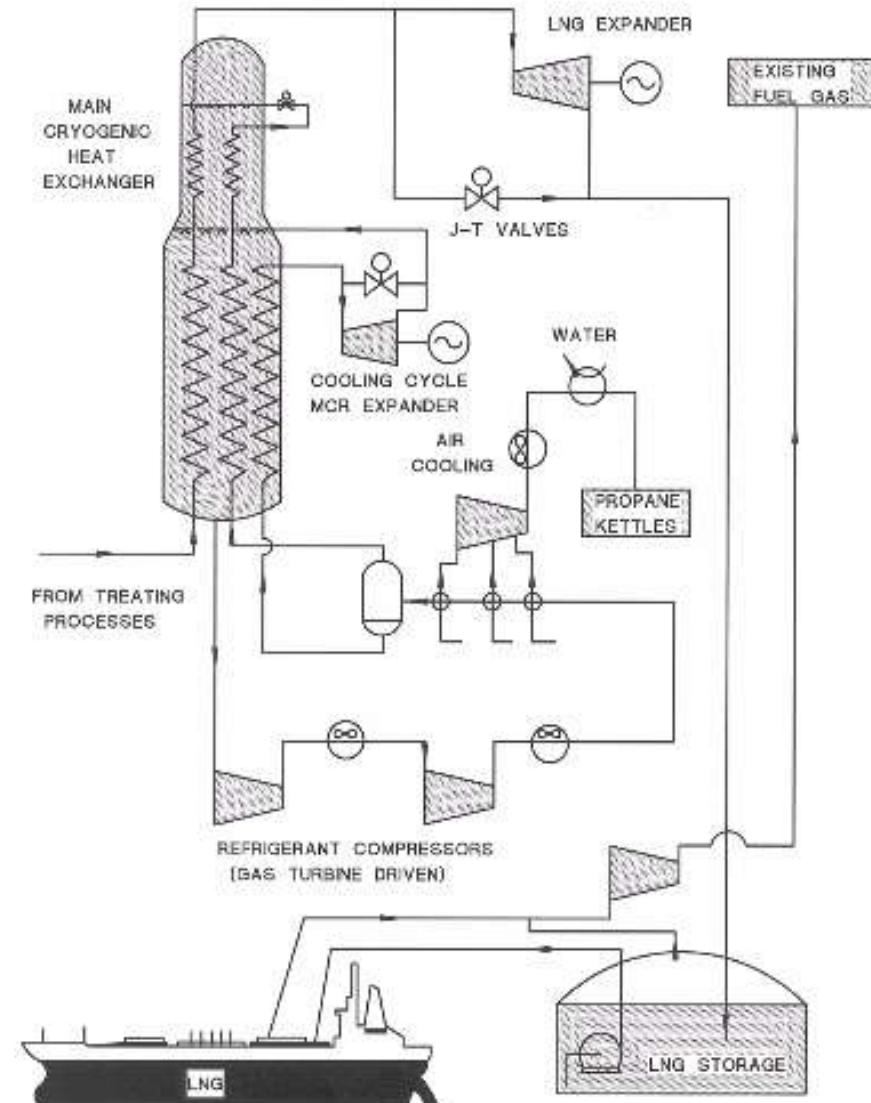 LNG EXPANDER
EXISTING
FUEL GAS
MAIN
CRYOGENIC
HEAT
EXCHANGER
J-T VALVES
WATER
COOLING CYCLE
MCR EXPANDER
AIR
COOLING
PROPANE
KETTLES
FROM TREATING
PROCESSES
REFRIGERANT COMPRESSORS
(GAS TURBINE DRIVEN)
LNG
LNG STORAGE